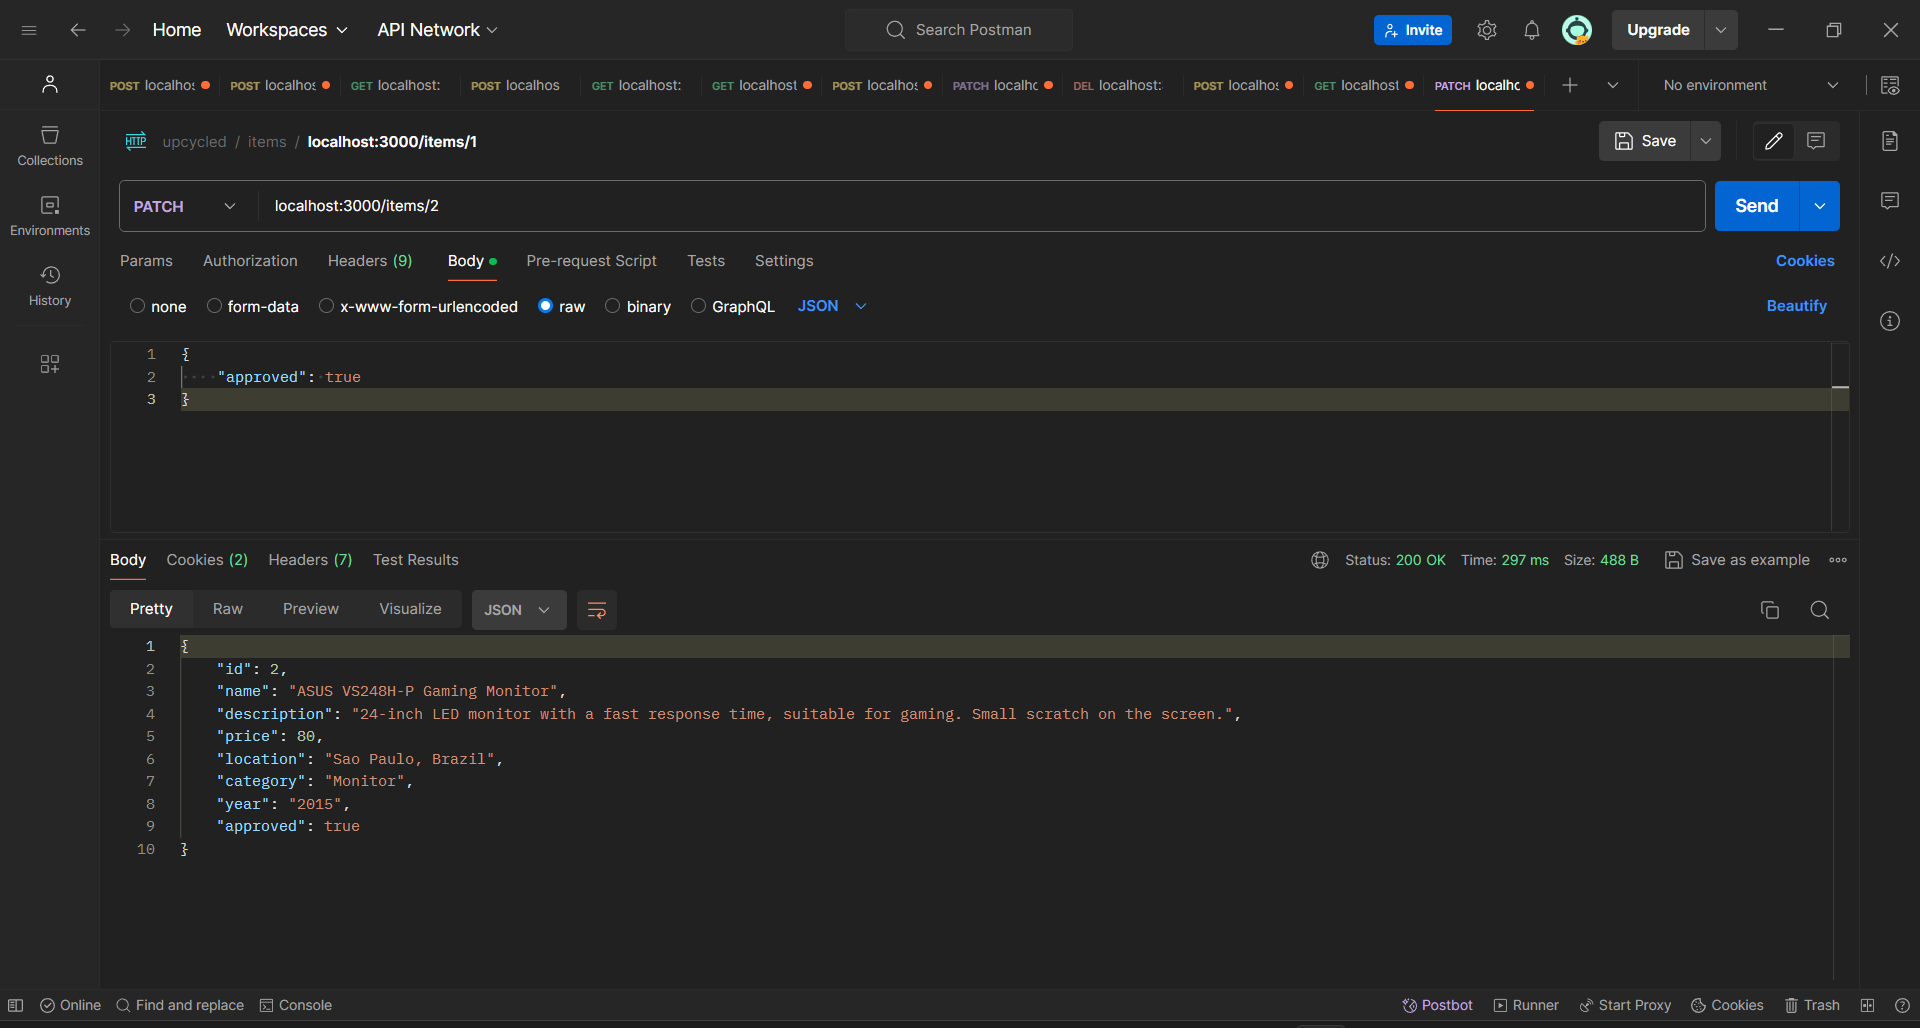 Home Workspaces API Network Search Postman Invite Upgrade
POST localhos POST localhos GET localhost: POST localhos GET localhost: GET localhost POST localhos PATCH localhc DEL localhost: POST localhos GET localhost PATCH localhc No environment
HTTP upcycled / items / localhost:3000/items/1 Save
Collections
PATCH localhost:3000/items/2 Send
Environments
Params Authorization Headers (9) Body Pre-request Script Tests Settings Cookies
History
none form-data x-www-form-urlencoded raw binary GraphQL JSON Beautify
1 {
2 "approved": true
3 }
Body Cookies (2) Headers (7) Test Results Status: 200 OK Time: 297 ms Size: 488 B Save as example
Pretty Raw Preview Visualize JSON
1 {
2 "id": 2,
3 "name": "ASUS VS248H-P Gaming Monitor",
4 "description": "24-inch LED monitor with a fast response time, suitable for gaming. Small scratch on the screen.",
5 "price": 80,
6 "location": "Sao Paulo, Brazil",
7 "category": "Monitor",
8 "year": "2015",
9 "approved": true
10 }
Online Find and replace Console Postbot Runner Start Proxy Cookies Trash